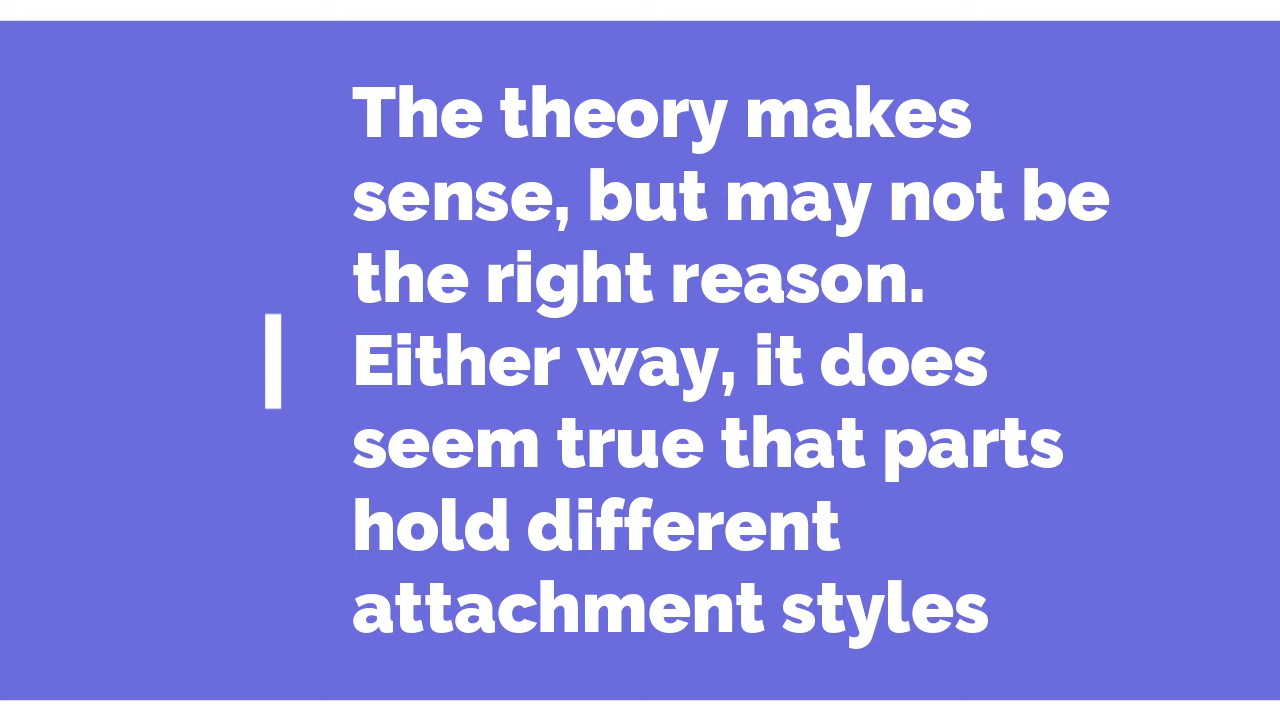 The theory makes
sense, but may not be
the right reason.
Either way, it does
seem true that parts
hold different
attachment styles